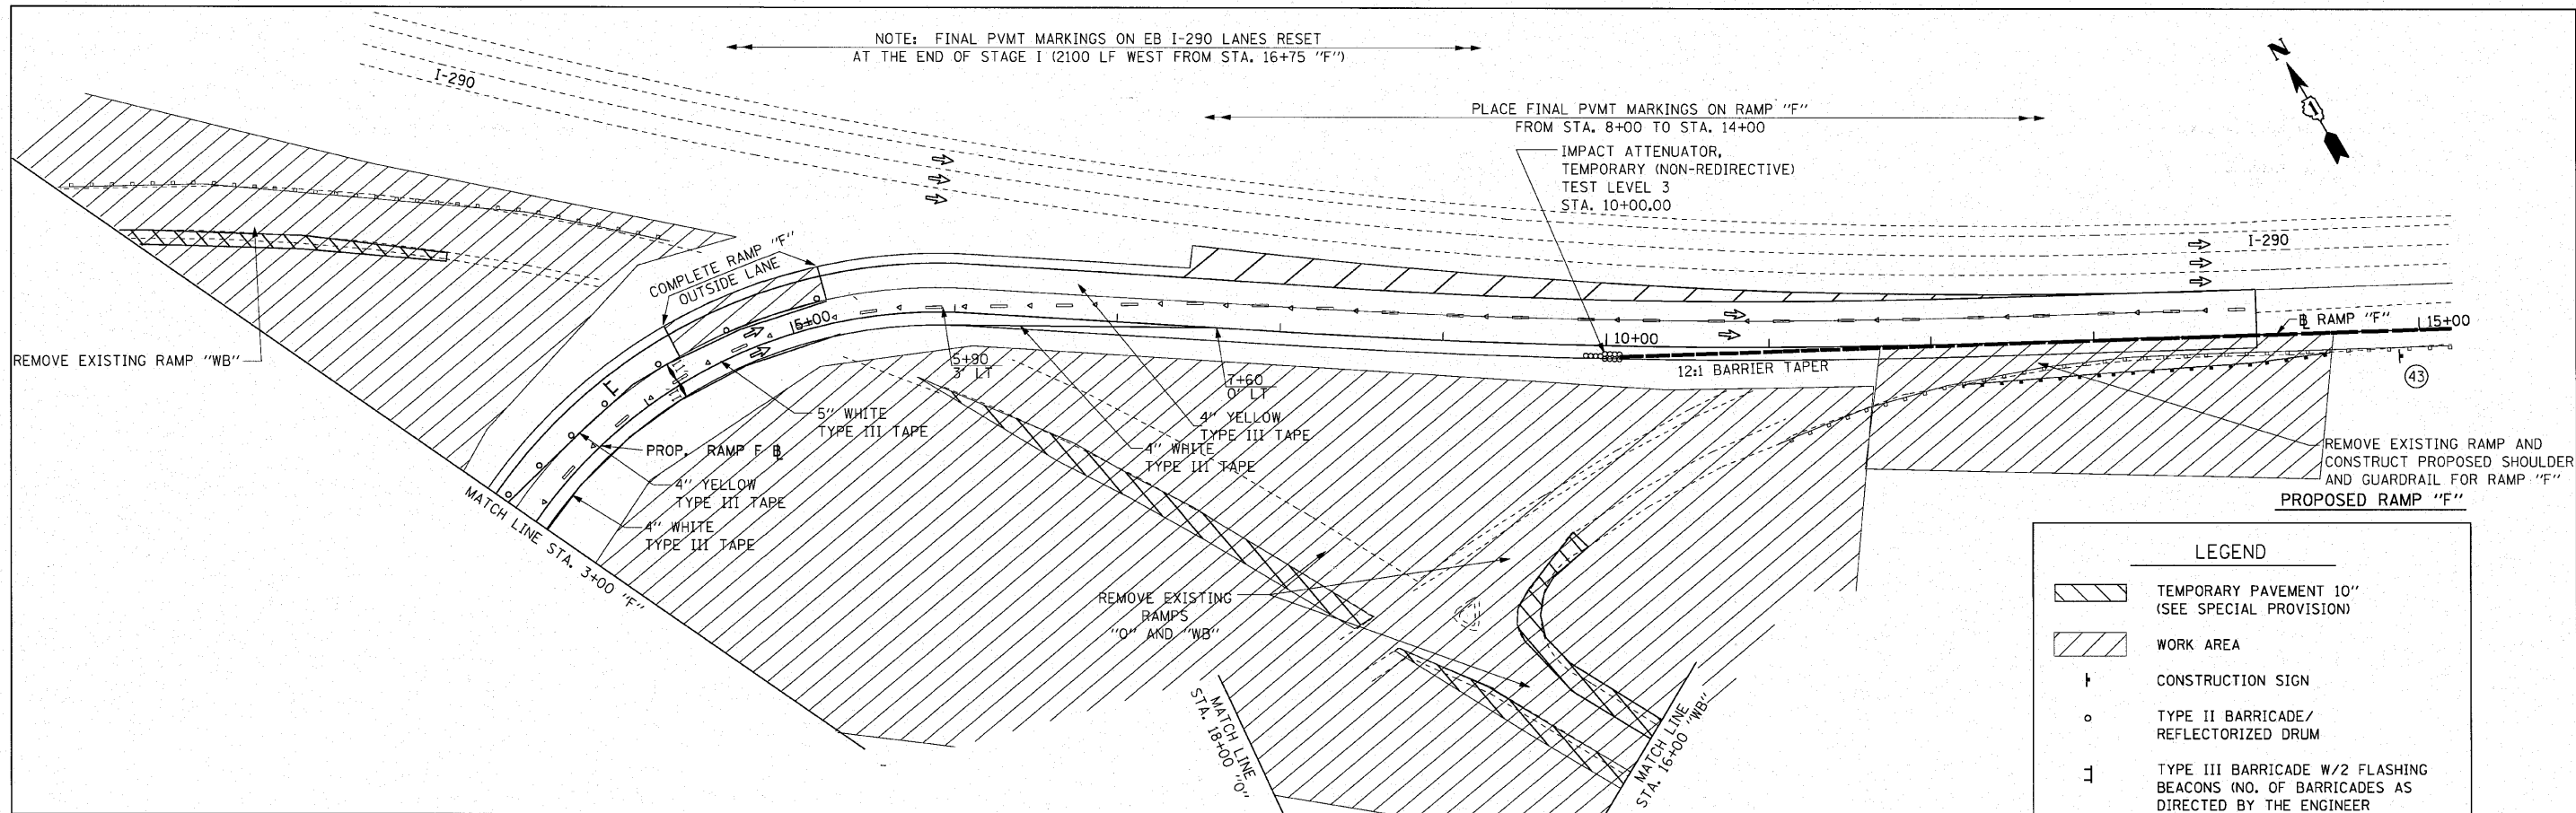 NOTE: FINAL PVMT MARKINGS ON EB I-290 LANES RESET
AT THE END OF STAGE I (2100 LF WEST FROM STA. 16+75 "F")
N
I-290
PLACE FINAL PVMT MARKINGS ON RAMP "F"
FROM STA. 8+00 TO STA. 14+00
IMPACT ATTENUATOR,
TEMPORARY (NON-REDIRECTIVE)
TEST LEVEL 3
STA. 10+00.00
I-290
COMPLETE RAMP "F"
OUTSIDE LANE
REMOVE EXISTING RAMP "WB"
5+00
10+00
RAMP "F"
15+00
5+90
3' LT
7+60
0' LT
12:1 BARRIER TAPER
43
5" WHITE
TYPE III TAPE
4" YELLOW
TYPE III TAPE
4" WHITE
TYPE III TAPE
PROP. RAMP F
4" YELLOW
TYPE III TAPE
4" WHITE
TYPE III TAPE
MATCH LINE STA. 3+00 "F"
REMOVE EXISTING RAMP AND
CONSTRUCT PROPOSED SHOULDER
AND GUARDRAIL FOR RAMP "F"
PROPOSED RAMP "F"
REMOVE EXISTING
RAMPS
"O" AND "WB"
MATCH LINE
STA. 18+00 "O"
MATCH LINE
STA. 16+00 "WB"
LEGEND
TEMPORARY PAVEMENT 10"
(SEE SPECIAL PROVISION)
WORK AREA
CONSTRUCTION SIGN
TYPE II BARRICADE/
REFLECTORIZED DRUM
TYPE III BARRICADE W/2 FLASHING
BEACONS (NO. OF BARRICADES AS
DIRECTED BY THE ENGINEER